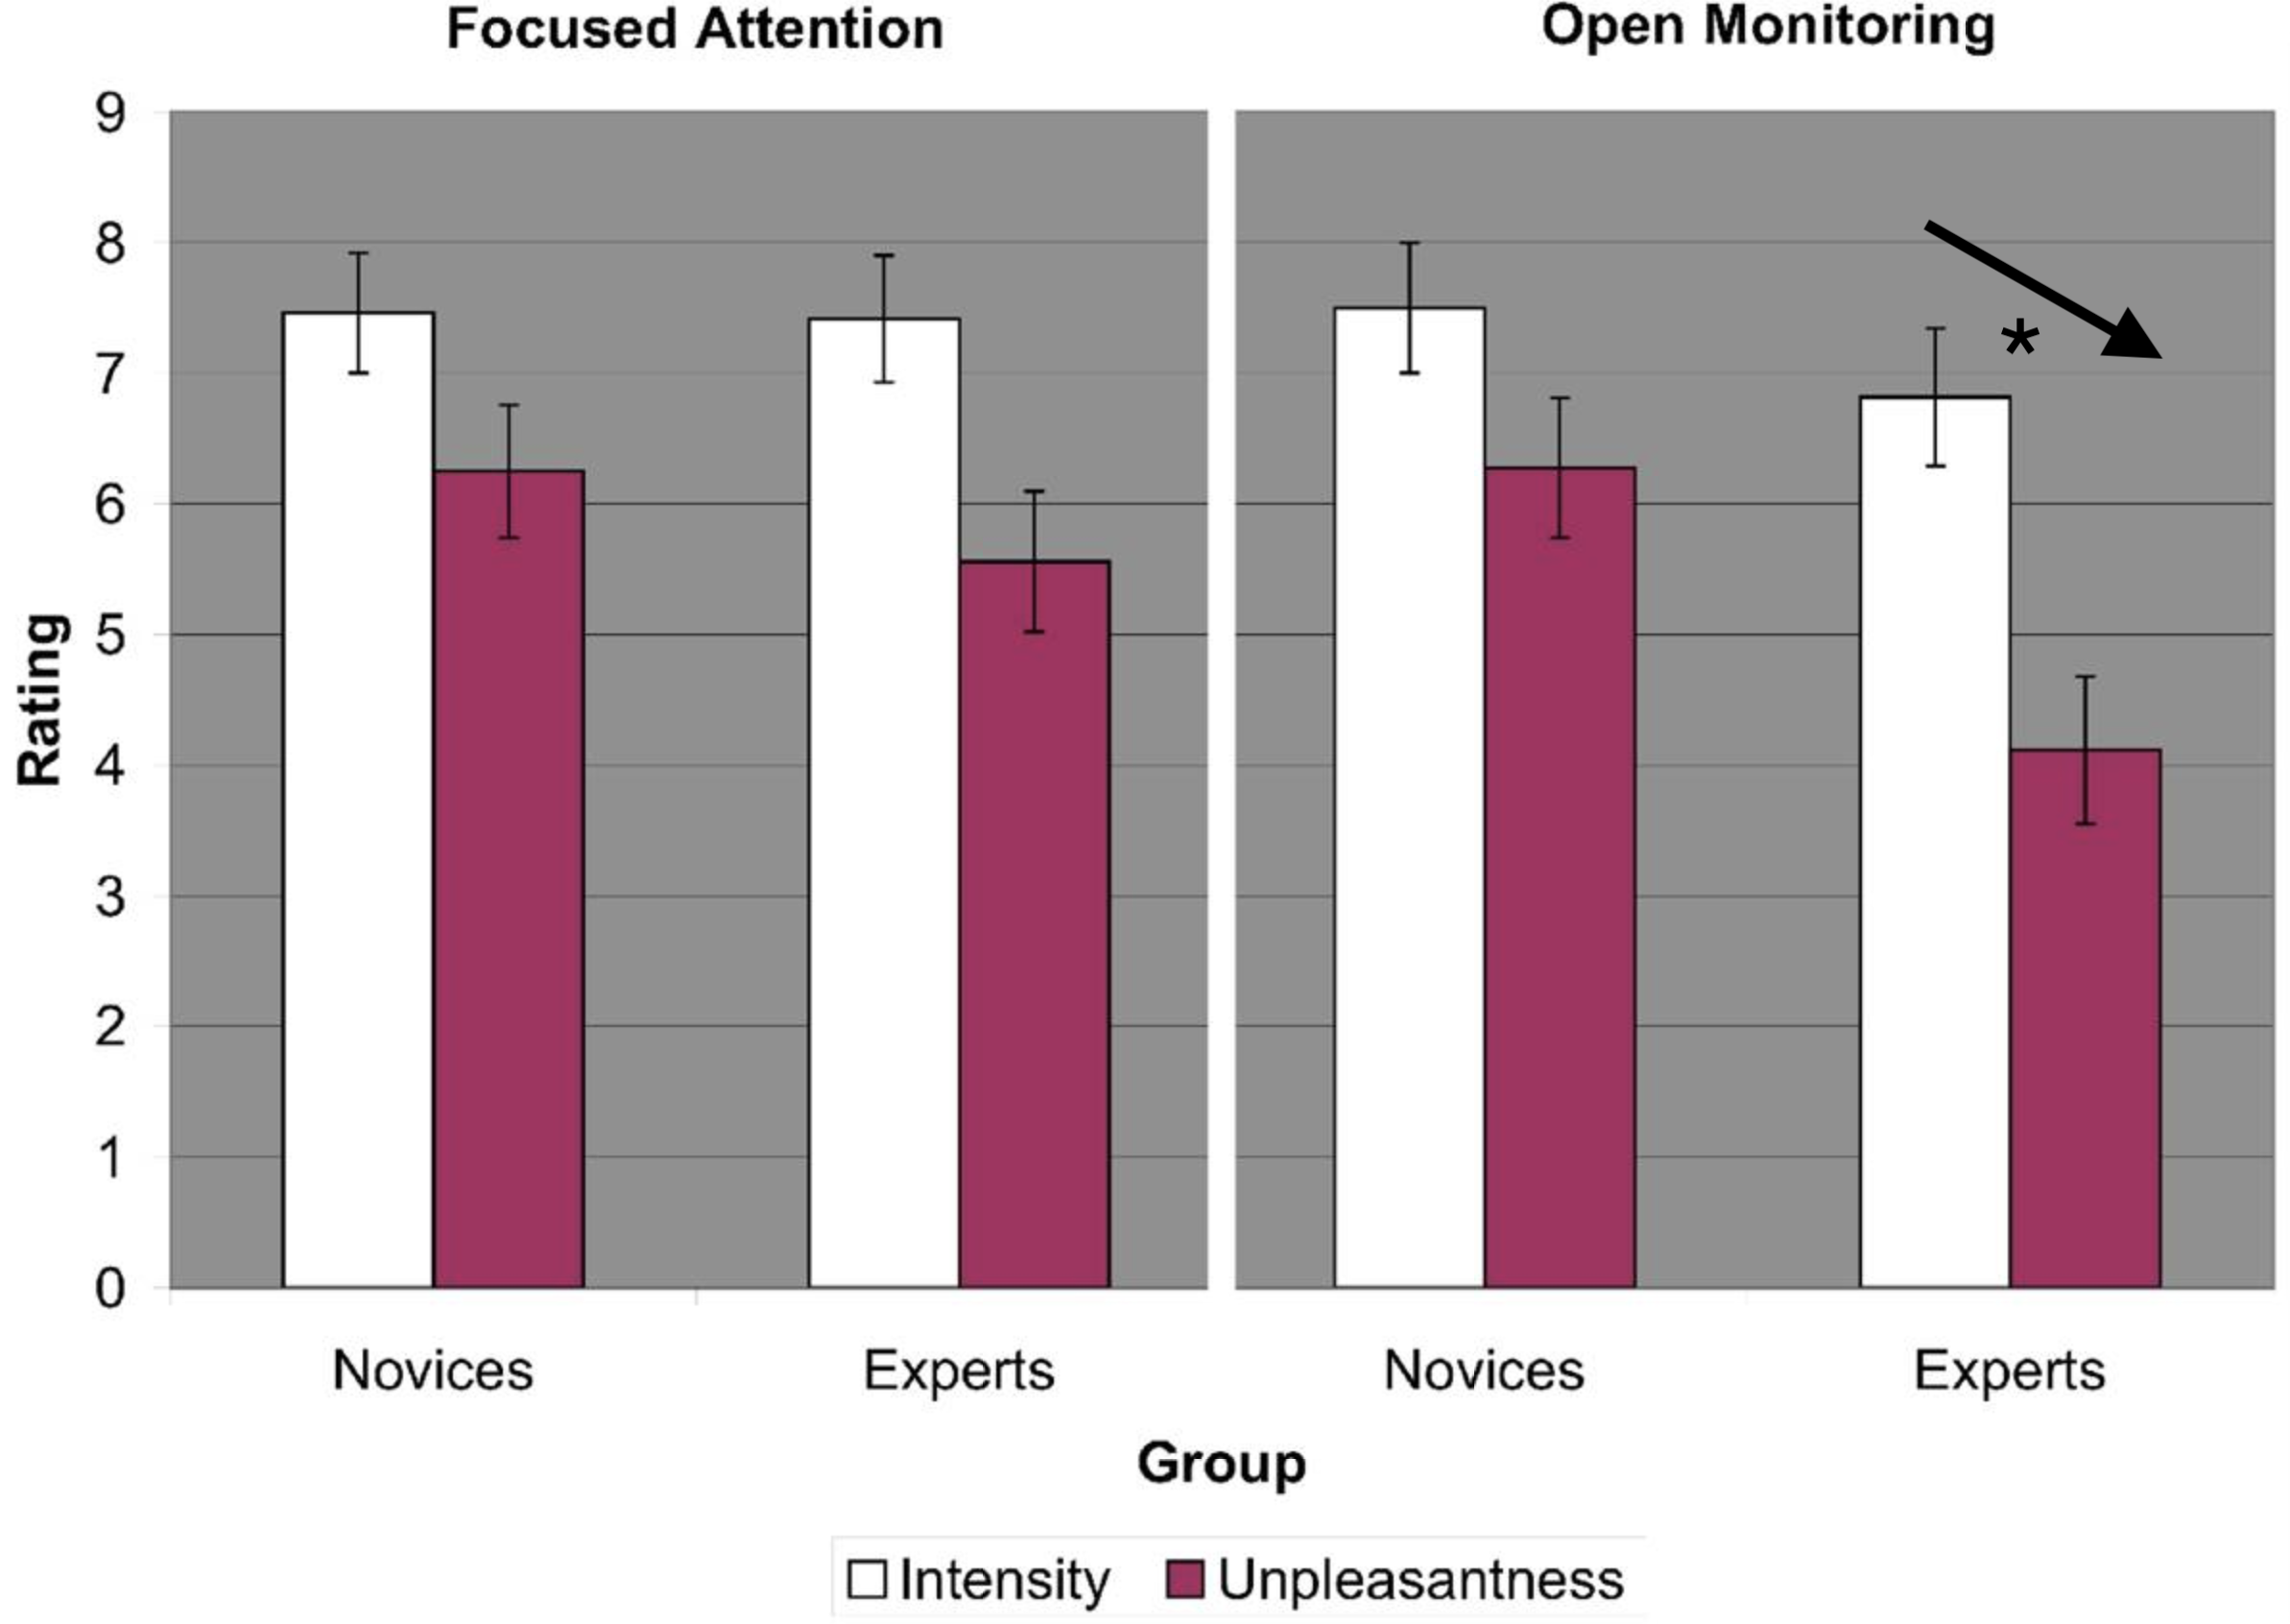 Focused Attention
Open Monitoring
9
8
7
6
5
4
3
2
1
0
Rating
*
Novices
Experts
Novices
Experts
Group
Intensity
Unpleasantness